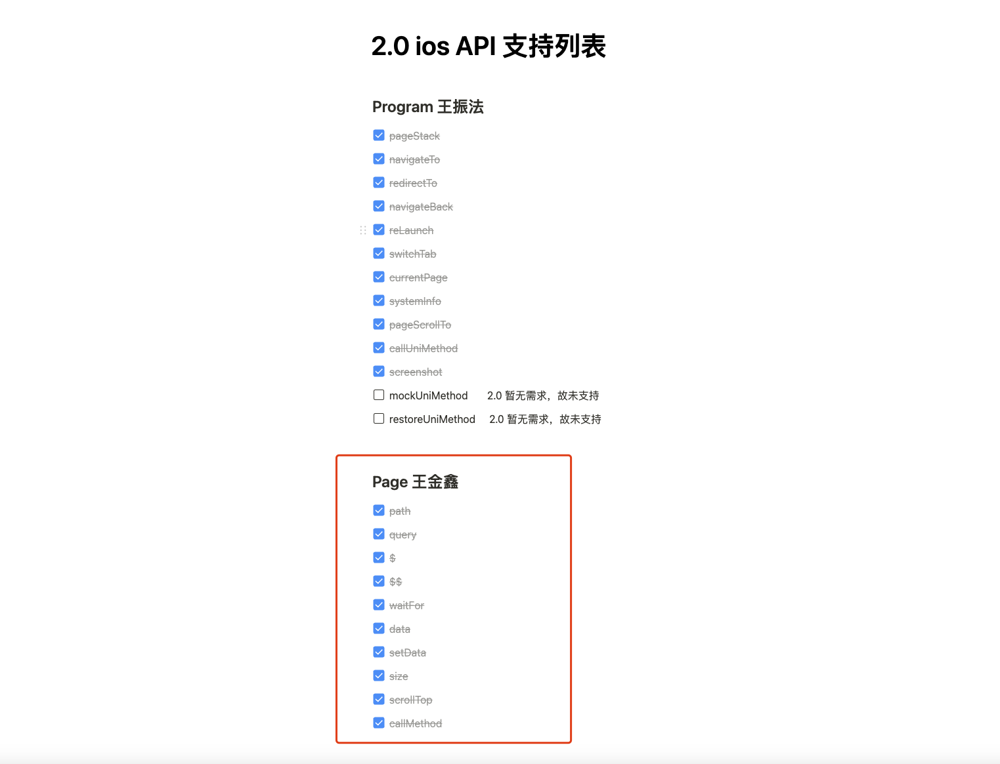 2.0 ios API 支持列表
Program 王振法
pageStack
navigateTo
redirectTo
navigateBack
reLaunch
switchTab
currentPage
systemInfo
pageScrollTo
callUniMethod
screenshot
mockUniMethod 2.0 暂无需求，故未支持
restoreUniMethod 2.0 暂无需求，故未支持
Page 王金鑫
path
query
$
$$
waitFor
data
setData
size
scrollTop
callMethod